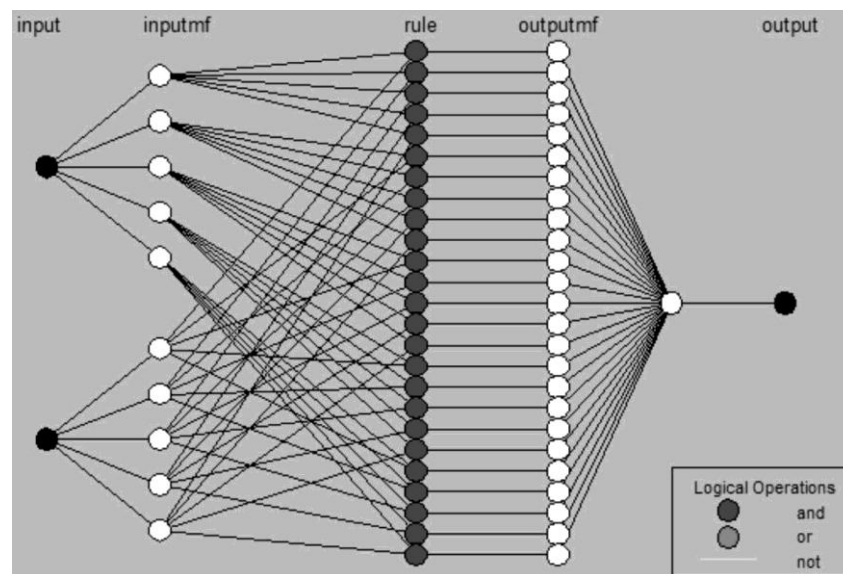 input inputmf rule outputmf output
Logical Operations
and
or
not